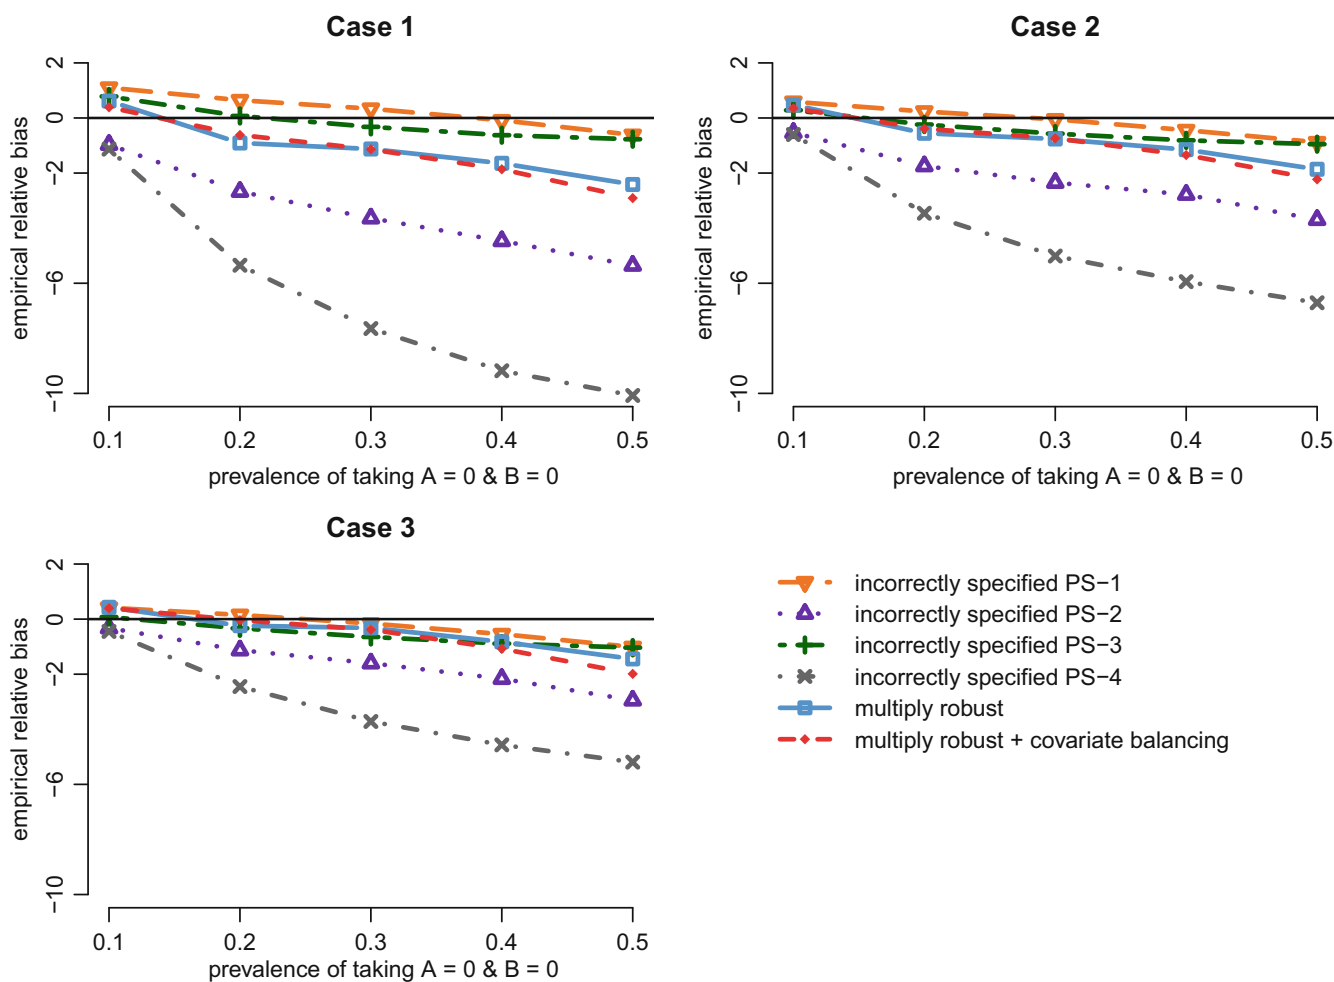 Case 1
empirical relative bias
2
0
−2
−6
−10
0.1 0.2 0.3 0.4 0.5
prevalence of taking A = 0 & B = 0
Case 2
empirical relative bias
2
0
−2
−6
−10
0.1 0.2 0.3 0.4 0.5
prevalence of taking A = 0 & B = 0
Case 3
empirical relative bias
2
0
−2
−6
−10
0.1 0.2 0.3 0.4 0.5
prevalence of taking A = 0 & B = 0
incorrectly specified PS−1
incorrectly specified PS−2
incorrectly specified PS−3
incorrectly specified PS−4
multiply robust
multiply robust + covariate balancing